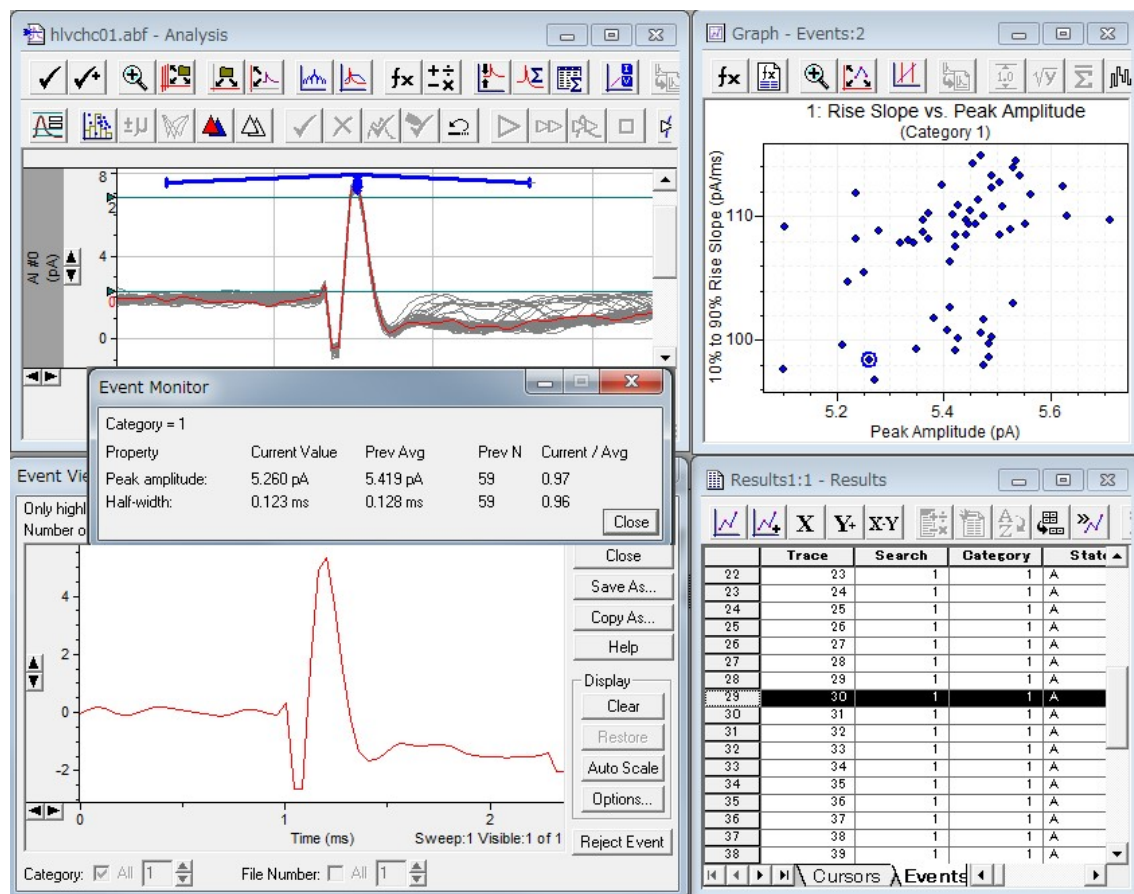 hlvchc01.abf - Analysis
fx
8
2
4
0
0
AI #0
(pA)
Graph - Events:2
fx
fx
1: Rise Slope vs. Peak Amplitude
(Category 1)
10% to 90% Rise Slope (pA/ms)
110
100
5.2 5.4 5.6
Peak Amplitude (pA)
Event Monitor
Category = 1
Property Current Value Prev Avg Prev N Current / Avg
Peak amplitude: 5.260 pA 5.419 pA 59 0.97
Half-width: 0.123 ms 0.128 ms 59 0.96
Close
Event Vie
Only highl
Number o
4
2
0
-2
0 1 2
Time (ms) Sweep:1 Visible:1 of 1
Close
Save As...
Copy As...
Help
Display
Clear
Restore
Auto Scale
Options...
Reject Event
Category: All 1 File Number: All 1
Results1:1 - Results
X Y+ X-Y
Trace Search Category State
22 23 1 1 A
23 24 1 1 A
24 25 1 1 A
25 26 1 1 A
26 27 1 1 A
27 28 1 1 A
28 29 1 1 A
29 30 1 1 A
30 31 1 1 A
31 32 1 1 A
32 33 1 1 A
33 34 1 1 A
34 35 1 1 A
35 36 1 1 A
36 37 1 1 A
37 38 1 1 A
38 39 1 1 A
Cursors Events